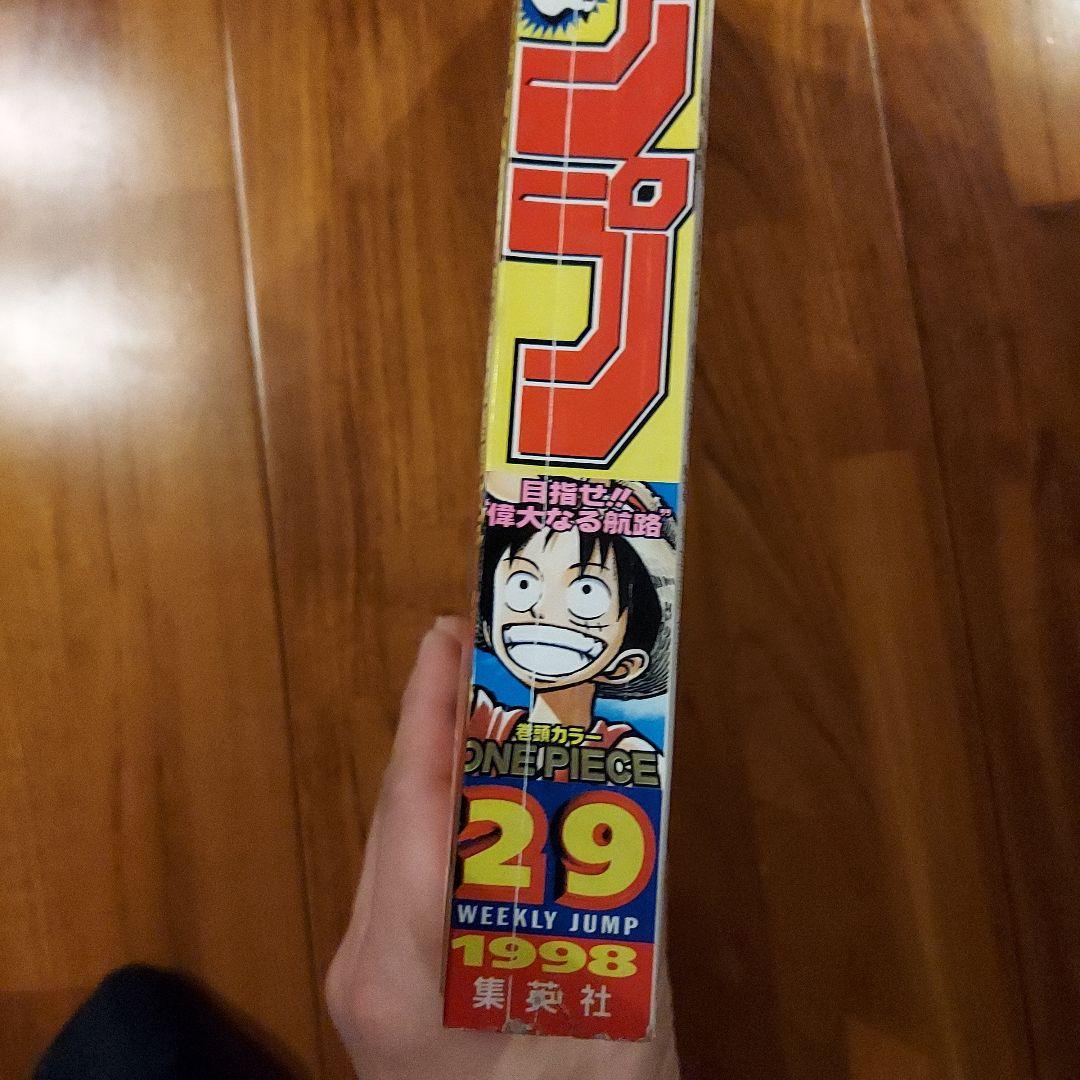 ャンプ
目指せ!!
“偉大なる航路”
巻頭カラー
ONE PIECE
29
WEEKLY JUMP
1998
集英社